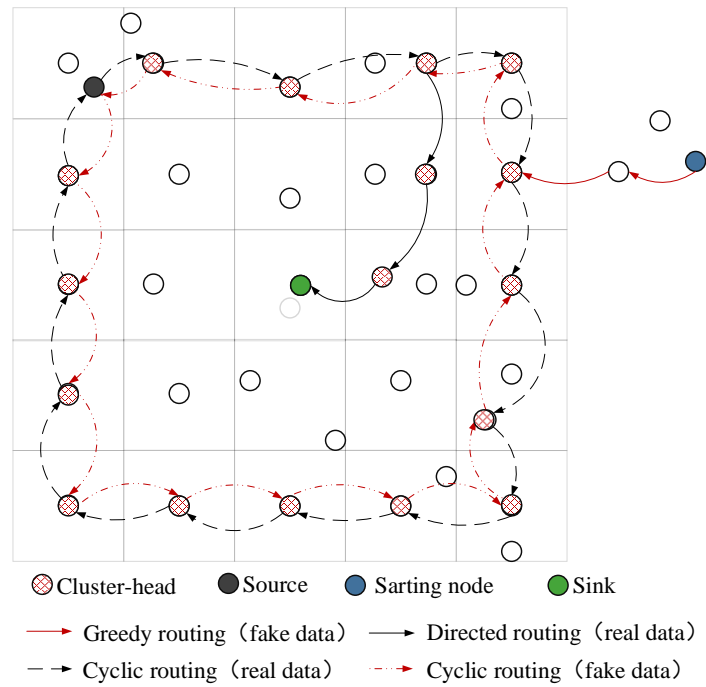 Cluster-head Source Sarting node Sink
Greedy routing（fake data） Directed routing（real data）
Cyclic routing（real data） Cyclic routing（fake data）